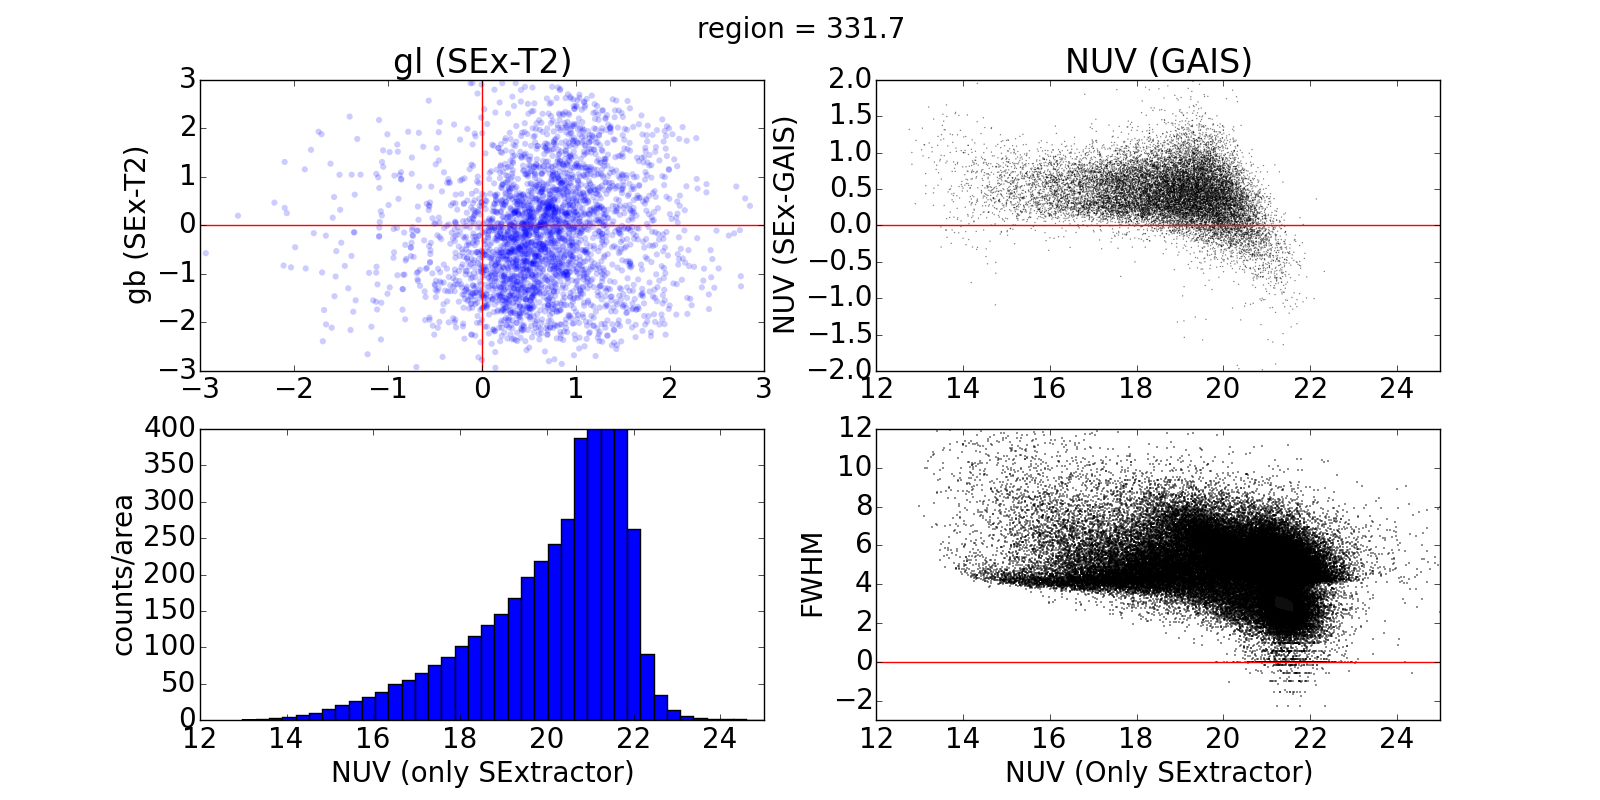 region = 331.7
gl (SEx-T2)
NUV (GAIS)
3
2
1
0
−1
−2
−3
gb (SEx-T2)
−3 −2 −1 0 1 2 3
2.0
1.5
1.0
0.5
0.0
−0.5
−1.0
−1.5
−2.0
NUV (SEx-GAIS)
12 14 16 18 20 22 24
400
350
300
250
200
150
100
50
0
counts/area
12 14 16 18 20 22 24
NUV (only SExtractor)
12
10
8
6
4
2
0
−2
FWHM
12 14 16 18 20 22 24
NUV (Only SExtractor)